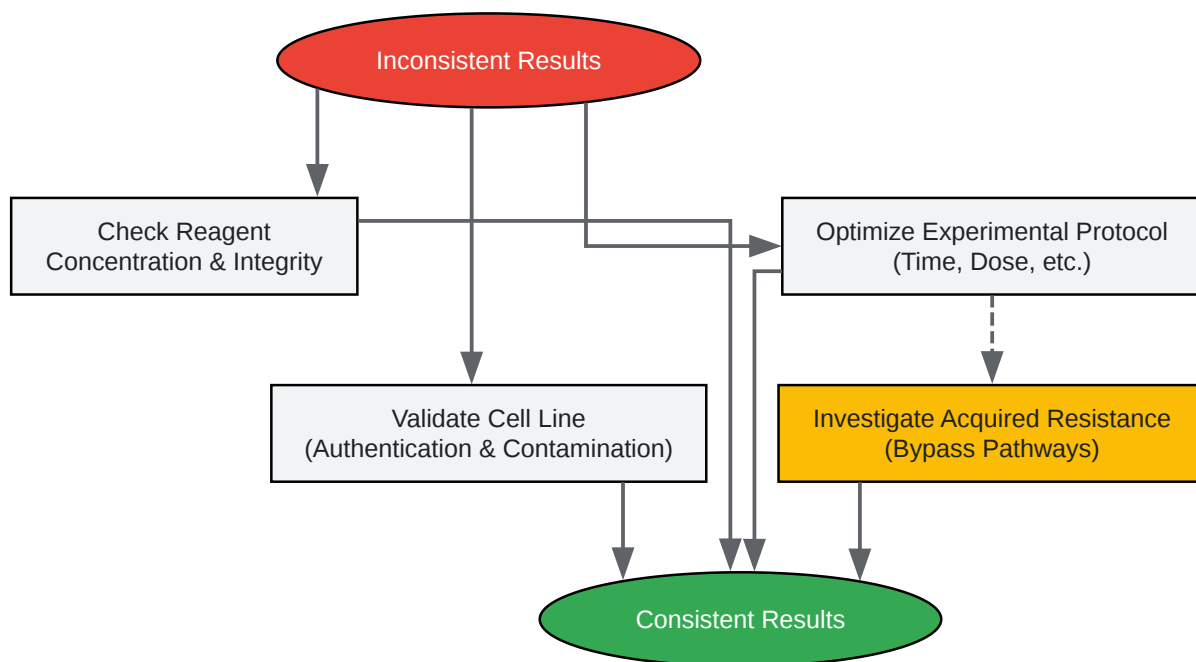 Inconsistent Results
Check Reagent
Concentration & Integrity
Optimize Experimental Protocol
(Time, Dose, etc.)
Validate Cell Line
(Authentication & Contamination)
Investigate Acquired Resistance
(Bypass Pathways)
Consistent Results